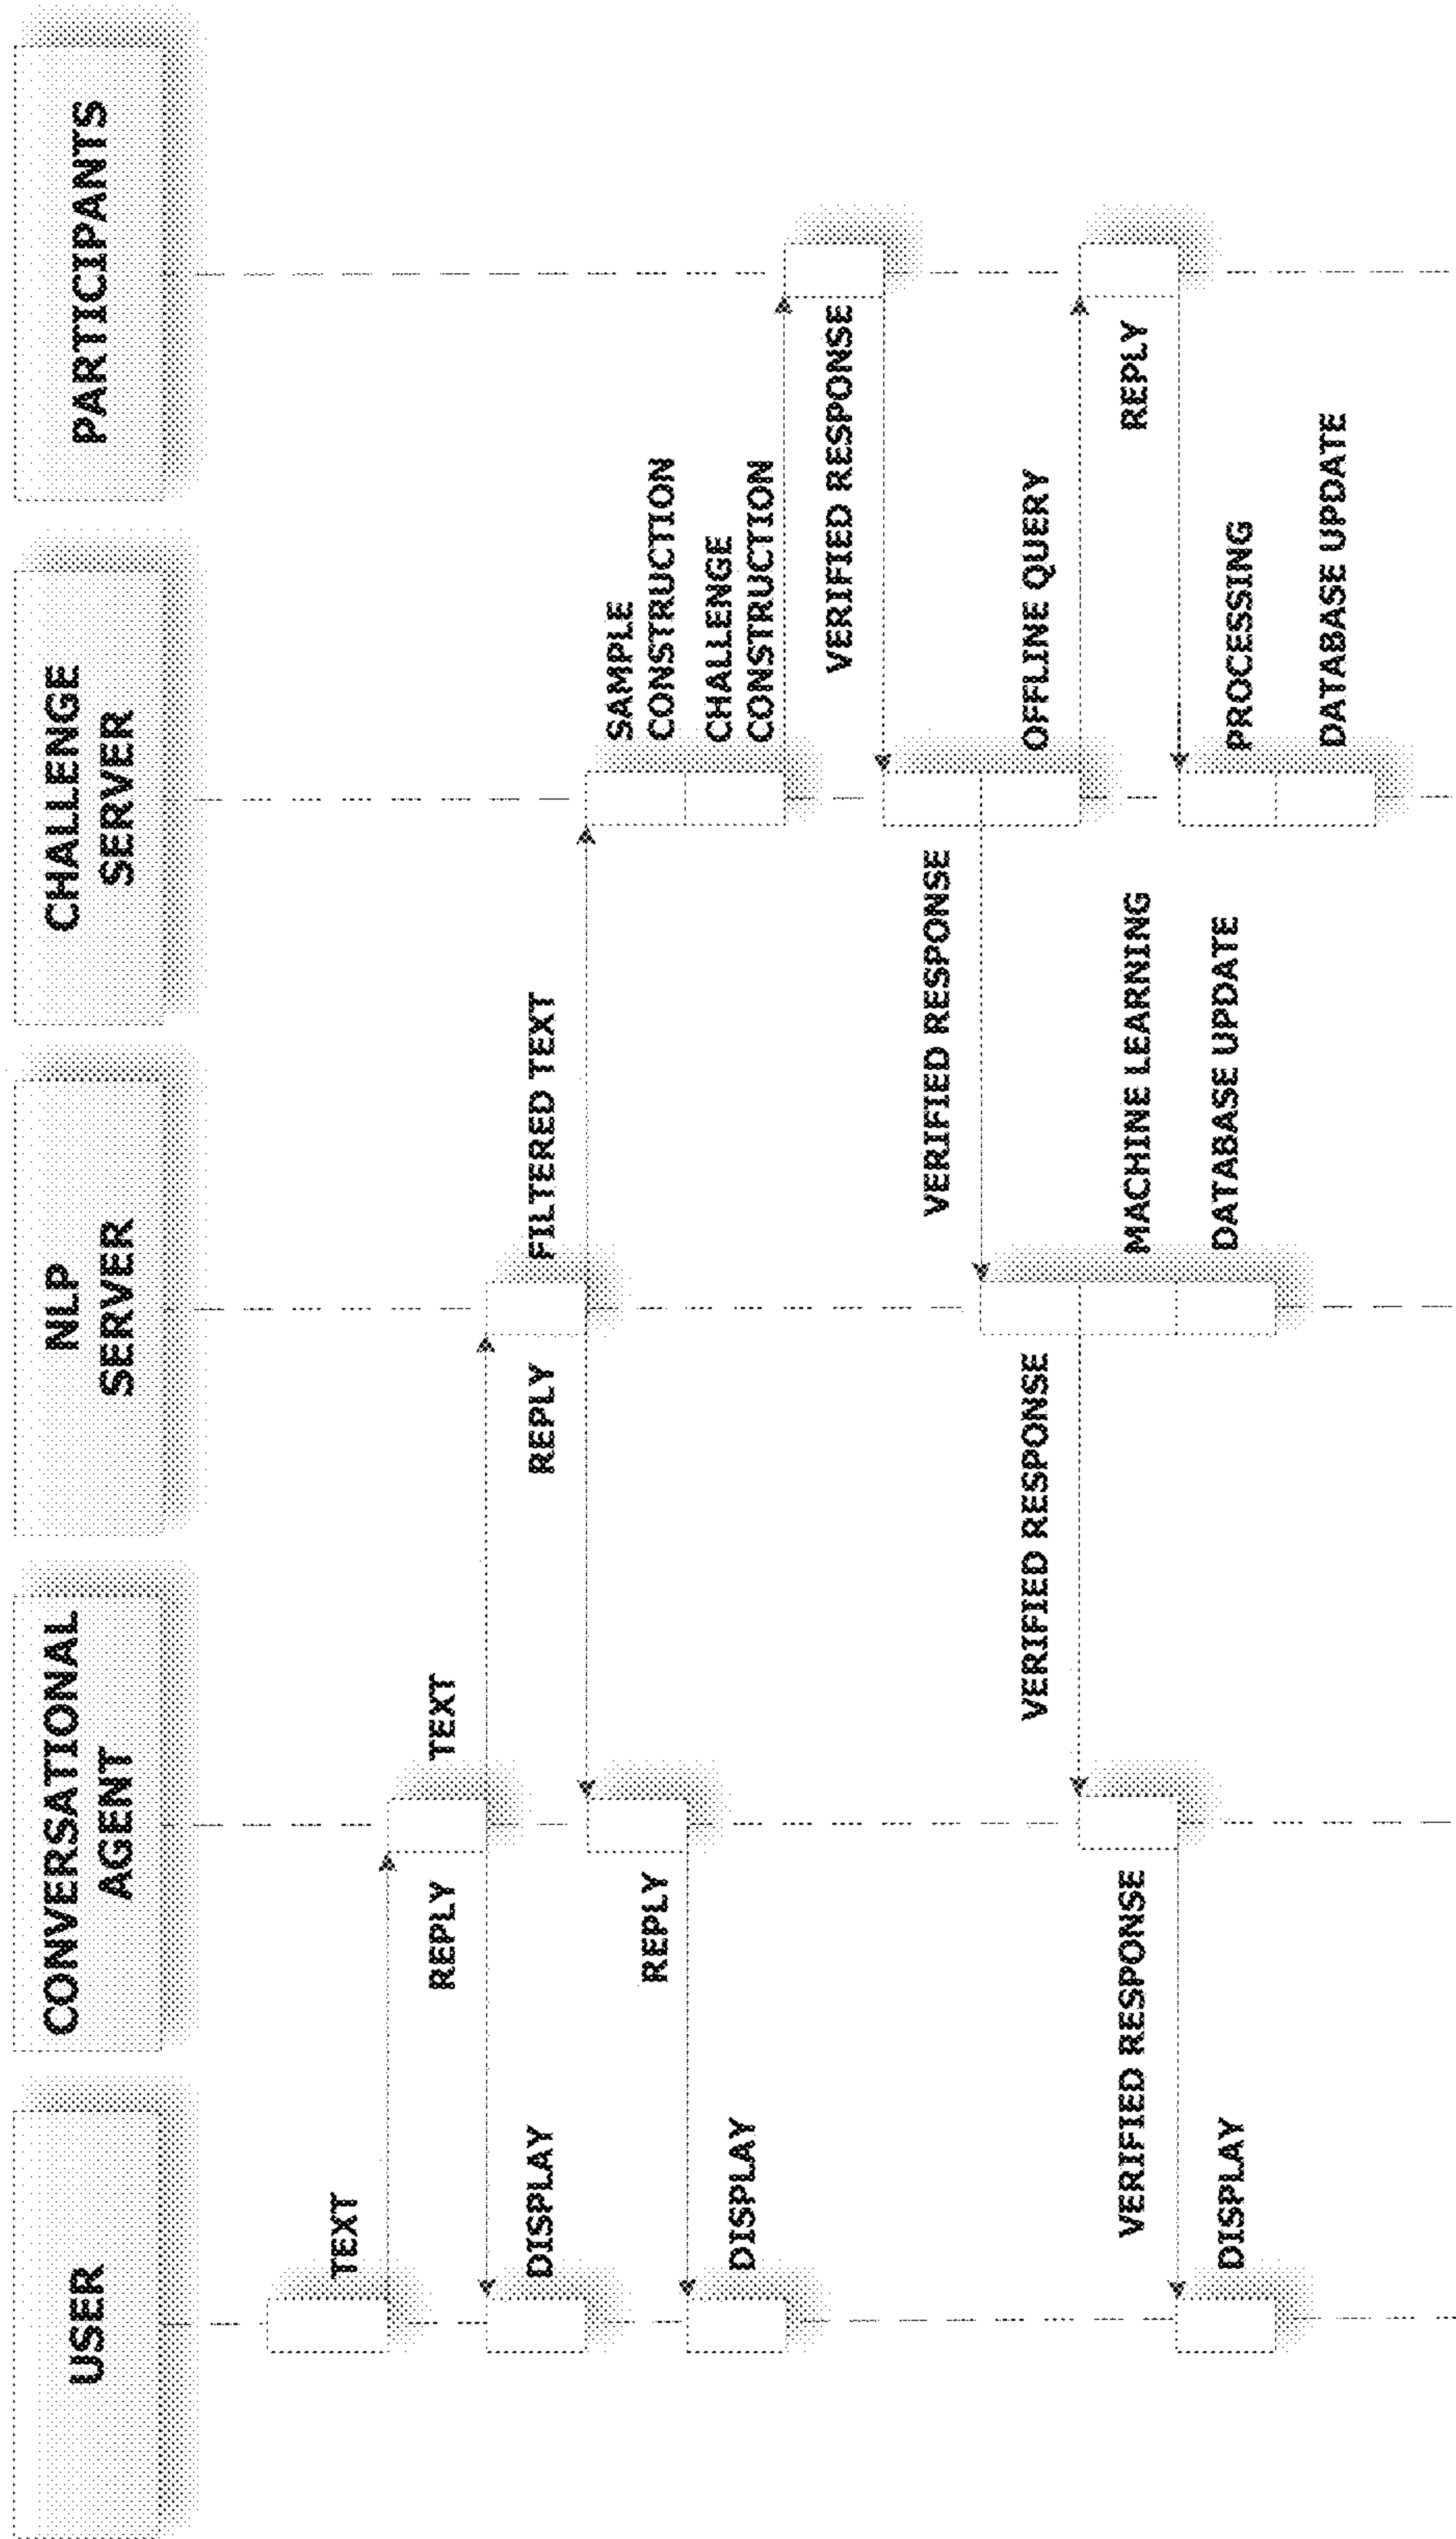 USER
CONVERSATIONAL
AGENT
NLP
SERVER
CHALLENGE
SERVER
PARTICIPANTS
TEXT
REPLY
TEXT
DISPLAY
REPLY
FILTERED TEXT
SAMPLE
CONSTRUCTION
REPLY
CHALLENGE
CONSTRUCTION
DISPLAY
VERIFIED RESPONSE
VERIFIED RESPONSE
VERIFIED RESPONSE
OFFLINE QUERY
VERIFIED RESPONSE
MACHINE LEARNING
REPLY
DISPLAY
DATABASE UPDATE
PROCESSING
DATABASE UPDATE